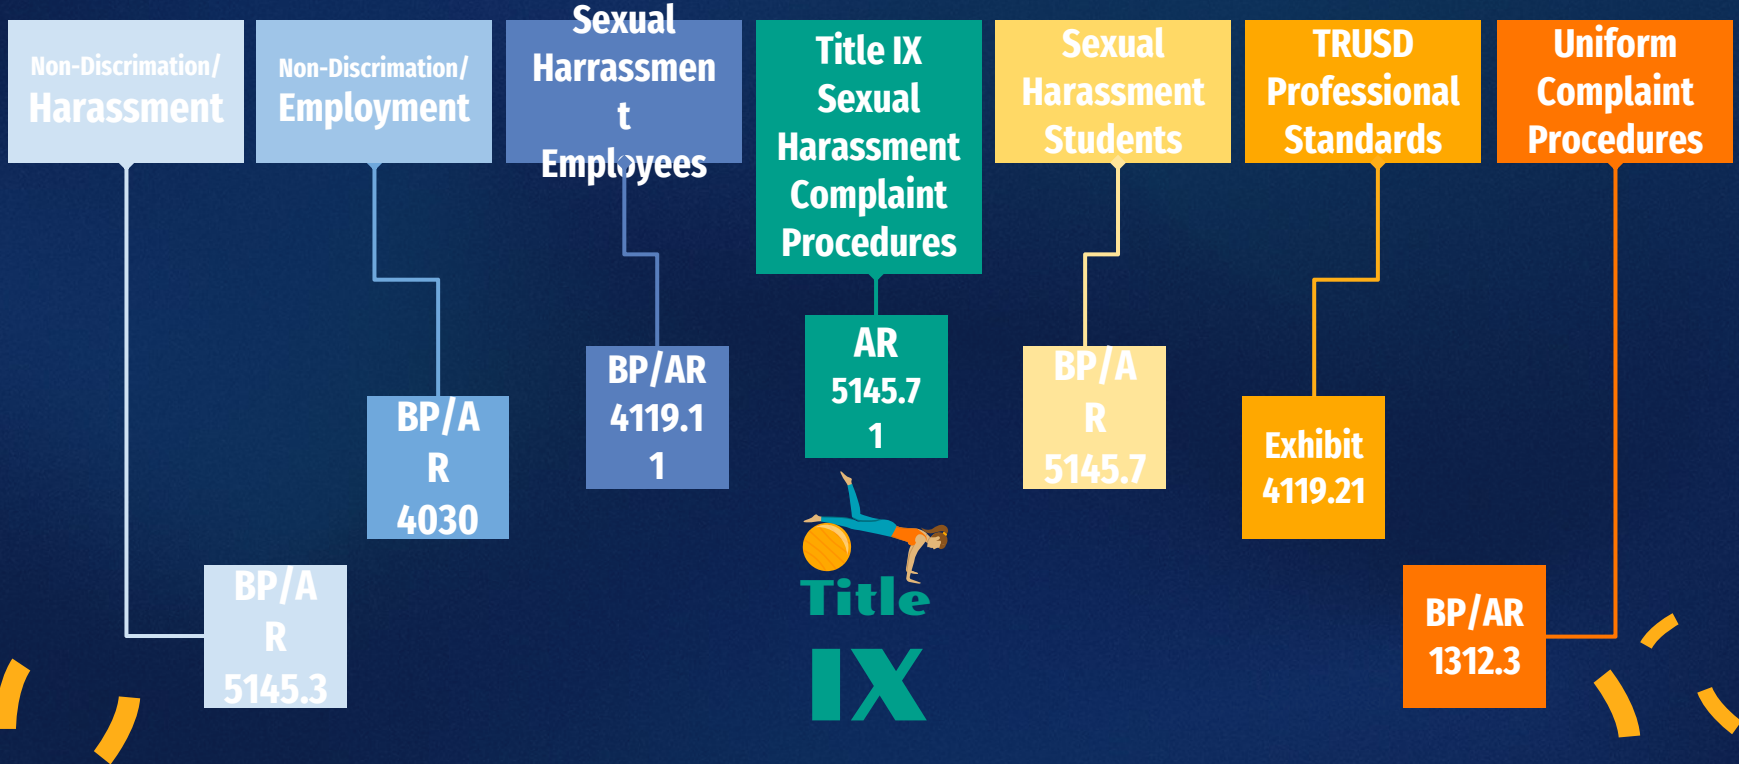 Non-Discrimation/
Harassment
Non-Discrimation/
Employment
Sexual
Harrassmen
t
Employees
Title IX
Sexual
Harassment
Complaint
Procedures
Sexual
Harassment
Students
TRUSD
Professional
Standards
Uniform
Complaint
Procedures
BP/A
R
5145.3
BP/A
R
4030
BP/AR
4119.1
1
AR
5145.7
1
BP/A
R
5145.7
Exhibit
4119.21
BP/AR
1312.3
Title
IX